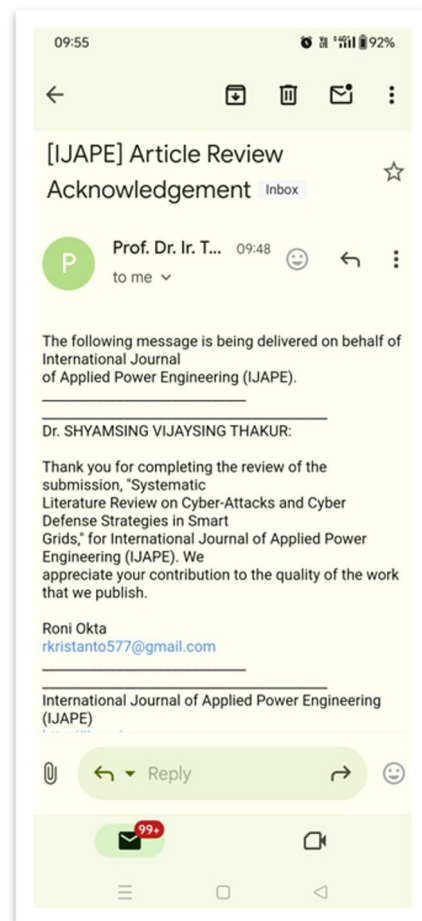 09:55
92%
[IJAPE] Article Review
Acknowledgement Inbox
P
Prof. Dr. Ir. T... 09:48
to me
The following message is being delivered on behalf of
International Journal
of Applied Power Engineering (IJAPE).
Dr. SHYAMSING VIJAYSING THAKUR:
Thank you for completing the review of the
submission, "Systematic
Literature Review on Cyber-Attacks and Cyber
Defense Strategies in Smart
Grids," for International Journal of Applied Power
Engineering (IJAPE). We
appreciate your contribution to the quality of the work
that we publish.
Roni Okta
rkristanto577@gmail.com
International Journal of Applied Power Engineering
(IJAPE)
Reply
99+